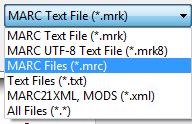 MARC Text File (*.mrk)
MARC Text File (*.mrk)
MARC UTF-8 Text File (*.mrk8)
MARC Files (*.mrc)
Text Files (*.txt)
MARC21XML, MODS (*.xml)
All Files (*.*)